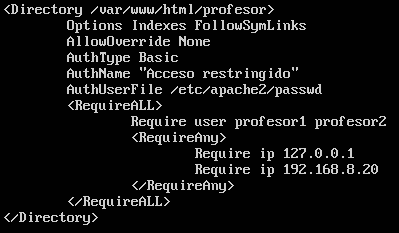 <Directory /var/www/html/profesor>
Options Indexes FollowSymLinks
AllowOverride None
AuthType Basic
AuthName "Acceso restringido"
AuthUserFile /etc/apache2/passwd
<RequireALL>
Require user profesor1 profesor2
<RequireAny>
Require ip 127.0.0.1
Require ip 192.168.8.20
</RequireAny>
</RequireALL>
</Directory>